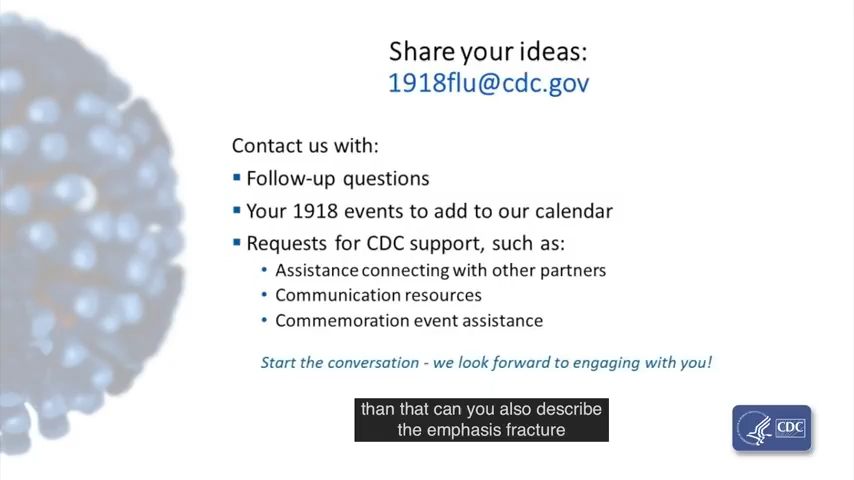 Share your ideas:
1918flu@cdc.gov
Contact us with:
▪ Follow-up questions
▪ Your 1918 events to add to our calendar
▪ Requests for CDC support, such as:
• Assistance connecting with other partners
• Communication resources
• Commemoration event assistance
Start the conversation - we look forward to engaging with you!
than that can you also describe
the emphasis fracture
CDC